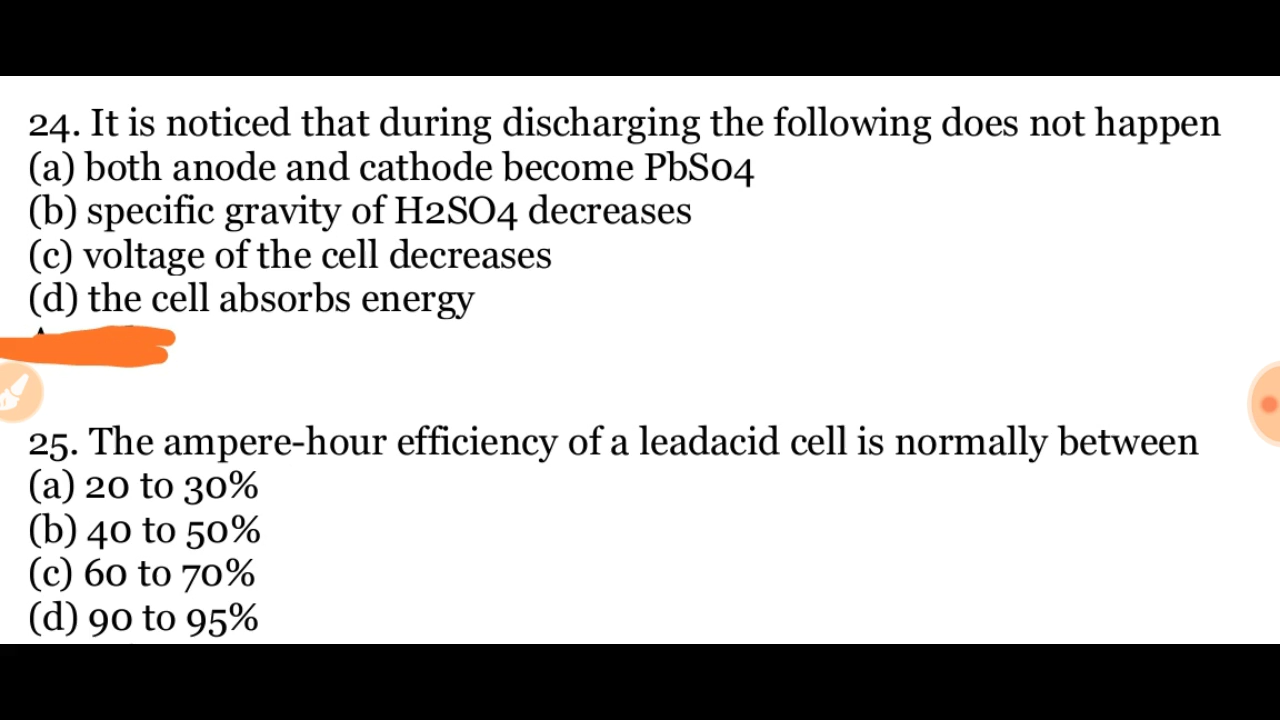 24. It is noticed that during discharging the following does not happen
(a) both anode and cathode become PbSo4
(b) specific gravity of H2SO4 decreases
(c) voltage of the cell decreases
(d) the cell absorbs energy
25. The ampere-hour efficiency of a leadacid cell is normally between
(a) 20 to 30%
(b) 40 to 50%
(c) 60 to 70%
(d) 90 to 95%